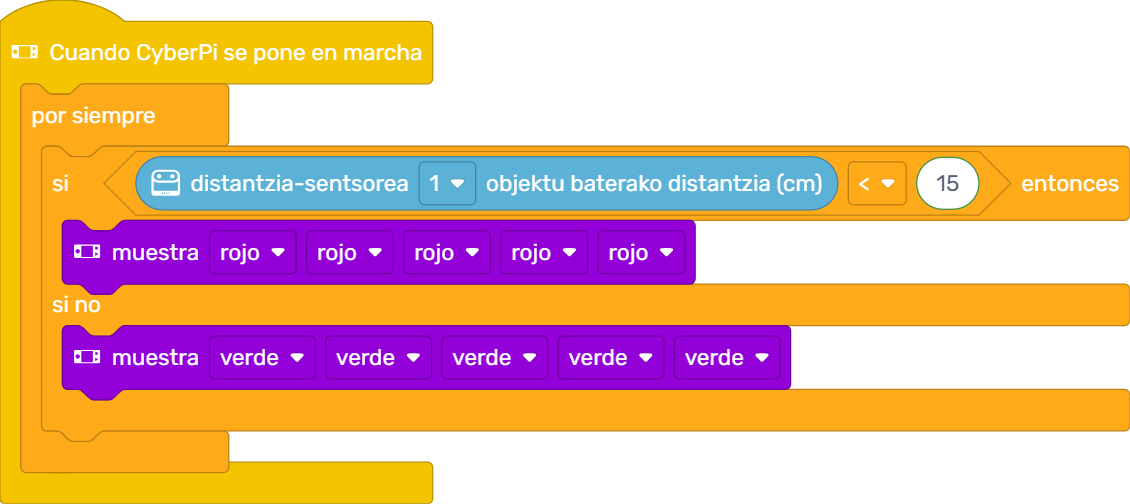 Cuando CyberPi se pone en marcha
por siempre
si distantzia-sentsorea 1 objektu baterako distantzia (cm) < 15 entonces
muestra rojo rojo rojo rojo rojo
si no
muestra verde verde verde verde verde